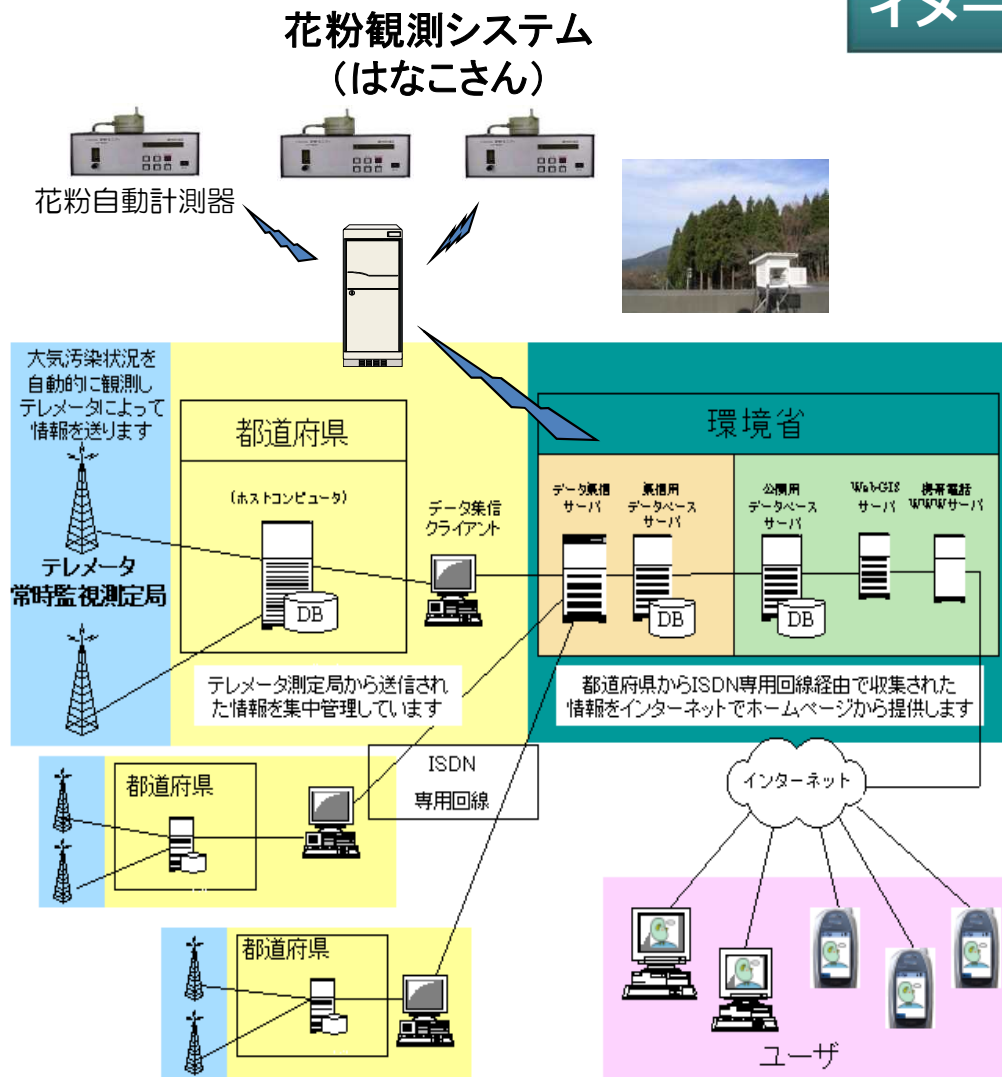 イメー
花粉観測システム
（はなこさん）
花粉自動計測器
大気汚染状況を
自動的に観測し
テレメータによって
情報を送ります
テレメータ
常時監視測定局
都道府県
(ホストコンピュータ)
DB
データ集信
クライアント
テレメータ測定局から送信され
た情報を集中管理しています
環境省
データ集信
サーバ
集信用
データベース
サーバ
DB
公開用
データベース
サーバ
DB
Web-GIS
サーバ
携帯電話
WWWサーバ
都道府県からISDN専用回線経由で収集された
情報をインターネットでホームページから提供します
都道府県
ISDN
専用回線
インターネット
都道府県
ユーザ